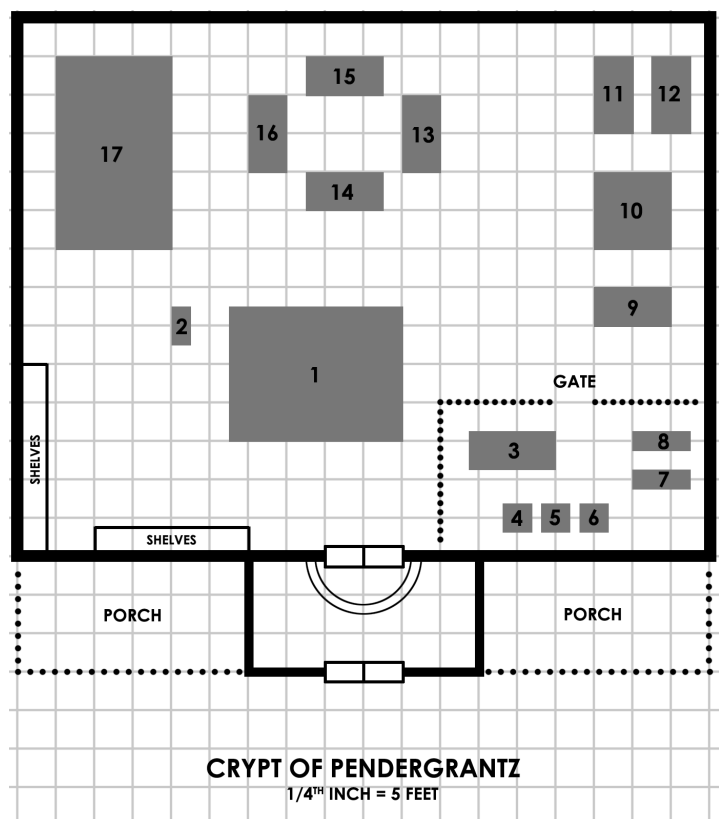 15
11
12
16
13
17
14
10
9
2
1
GATE
SHELVES
3
8
7
4
5
6
SHELVES
PORCH
PORCH
CRYPT OF PENDERGRANTZ
1/4TH INCH = 5 FEET